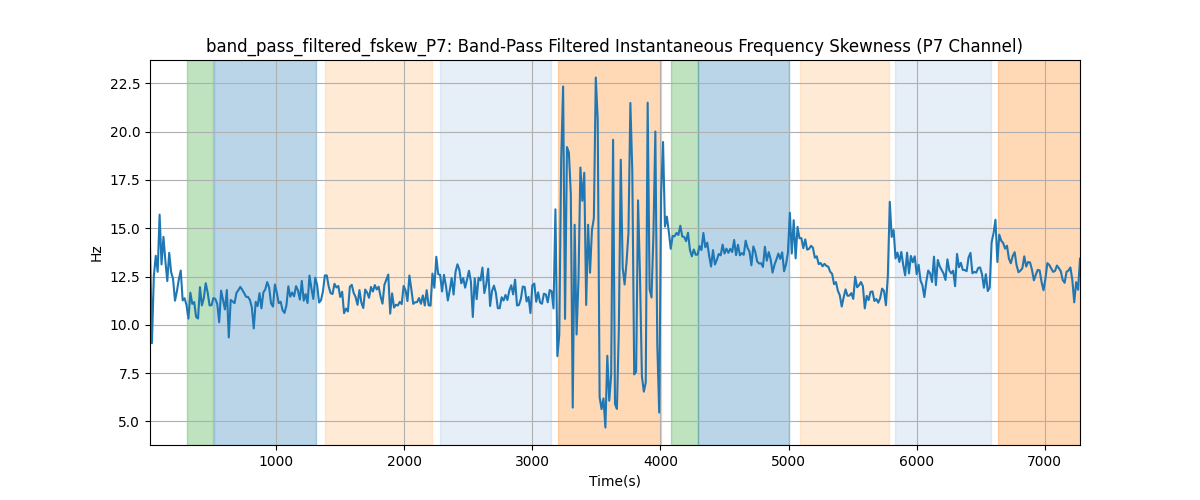 band_pass_filtered_fskew_P7: Band-Pass Filtered Instantaneous Frequency Skewness (P7 Channel)
22.5
20.0
17.5
15.0
12.5
10.0
7.5
5.0
Hz
1000 2000 3000 4000 5000 6000 7000
Time(s)